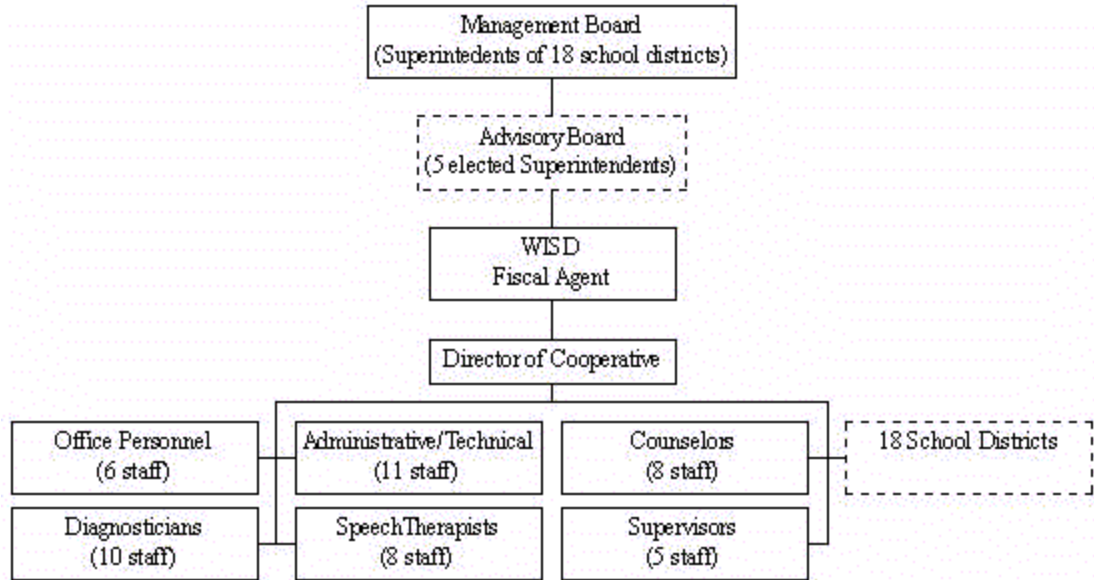 Management Board
(Superintedents of 18 school districts)
Advisory Board
(5 elected Superintendents)
WISD
Fiscal Agent
Director of Cooperative
Office Personnel
(6 staff)
Administrative/Technical
(11 staff)
Counselors
(8 staff)
18 School Districts
Diagnosticians
(10 staff)
Speech Therapists
(8 staff)
Supervisors
(5 staff)